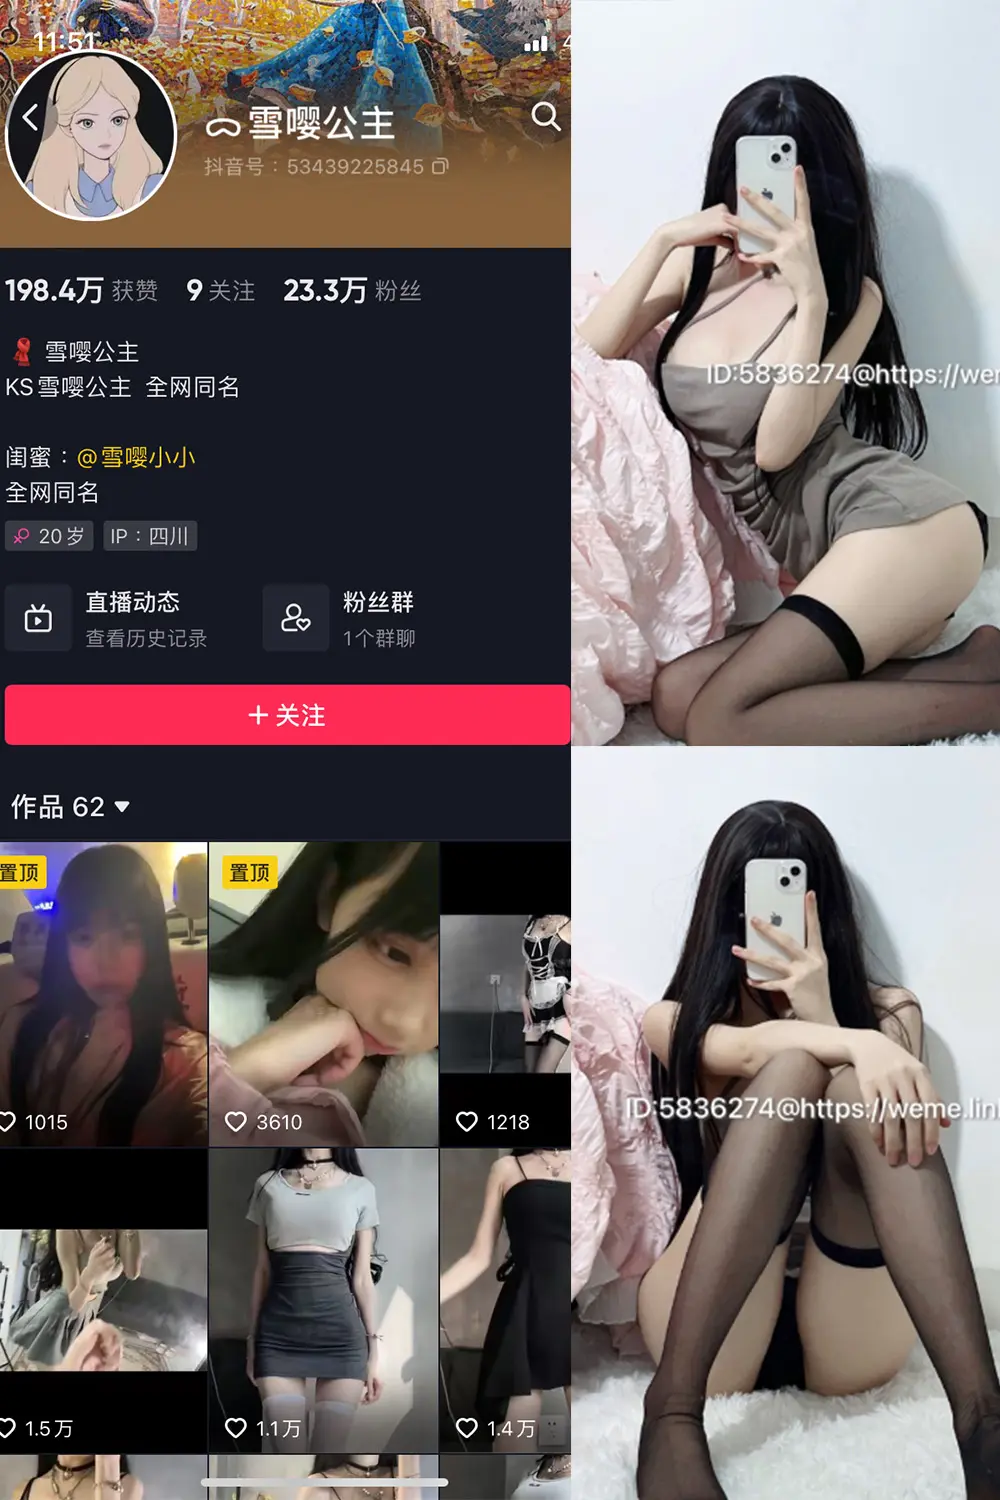 11:51
雪嘤公主
抖音号：53439225845
198.4万 获赞 9 关注 23.3万 粉丝
雪嘤公主
KS雪嘤公主 全网同名
闺蜜：@雪嘤小小
全网同名
20岁 IP：四川
直播动态
查看历史记录
粉丝群
1个群聊
+ 关注
作品 62
置顶
置顶
1015
3610
1218
1.5万
1.1万
1.4万
ID:5836274@https://wem
ID:5836274@https://weme.link